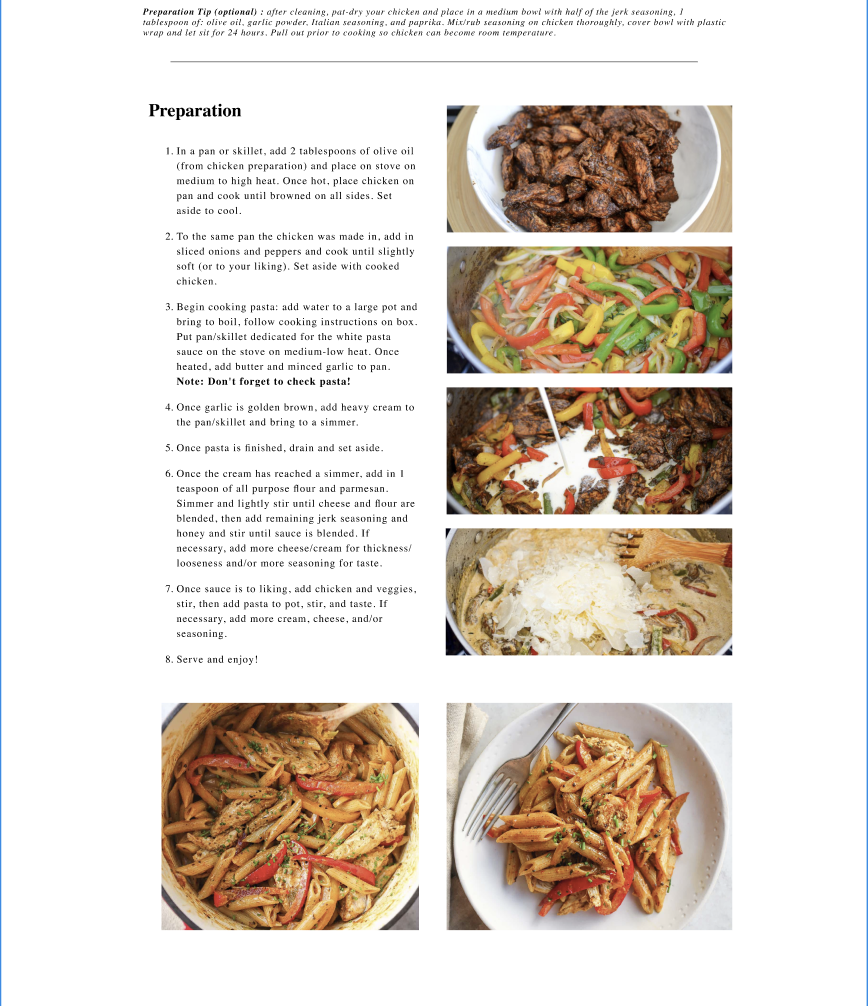 Preparation Tip (optional) : after cleaning, pat-dry your chicken and place in a medium bowl with half of the jerk seasoning, 1
tablespoon of: olive oil, garlic powder, Italian seasoning, and paprika. Mix/rub seasoning on chicken thoroughly, cover bowl with plastic
wrap and let sit for 24 hours. Pull out prior to cooking so chicken can become room temperature.
Preparation
1. In a pan or skillet, add 2 tablespoons of olive oil
(from chicken preparation) and place on stove on
medium to high heat. Once hot, place chicken on
pan and cook until browned on all sides. Set
aside to cool.
2. To the same pan the chicken was made in, add in
sliced onions and peppers and cook until slightly
soft (or to your liking). Set aside with cooked
chicken.
3. Begin cooking pasta: add water to a large pot and
bring to boil, follow cooking instructions on box.
Put pan/skillet dedicated for the white pasta
sauce on the stove on medium-low heat. Once
heated, add butter and minced garlic to pan.
Note: Don't forget to check pasta!
4. Once garlic is golden brown, add heavy cream to
the pan/skillet and bring to a simmer.
5. Once pasta is finished, drain and set aside.
6. Once the cream has reached a simmer, add in 1
teaspoon of all purpose flour and parmesan.
Simmer and lightly stir until cheese and flour are
blended, then add remaining jerk seasoning and
honey and stir until sauce is blended. If
necessary, add more cheese/cream for thickness/
looseness and/or more seasoning for taste.
7. Once sauce is to liking, add chicken and veggies,
stir, then add pasta to pot, stir, and taste. If
necessary, add more cream, cheese, and/or
seasoning.
8. Serve and enjoy!